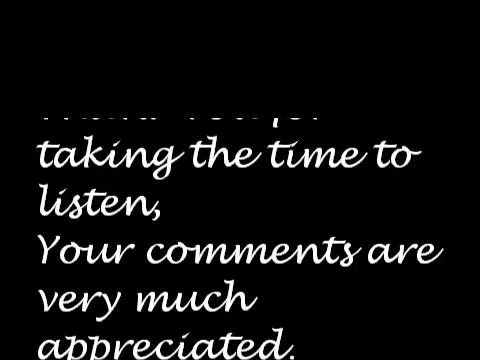 taking the time to
listen,
Your comments are
very much
appreciated.